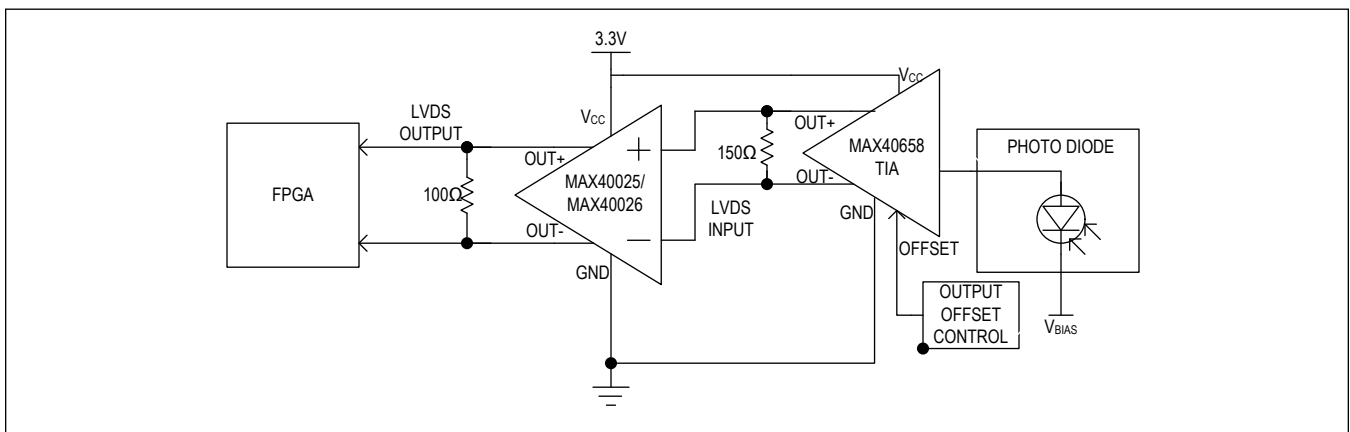 3.3V
VCC
LVDS
OUTPUT
VCC
OUT+
MAX40658
TIA
PHOTO DIODE
FPGA
100Ω
OUT+
MAX40025/
MAX40026
+
−
150Ω
OUT-
OUT-
LVDS
INPUT
GND
OFFSET
GND
OUTPUT
OFFSET
CONTROL
VBIAS